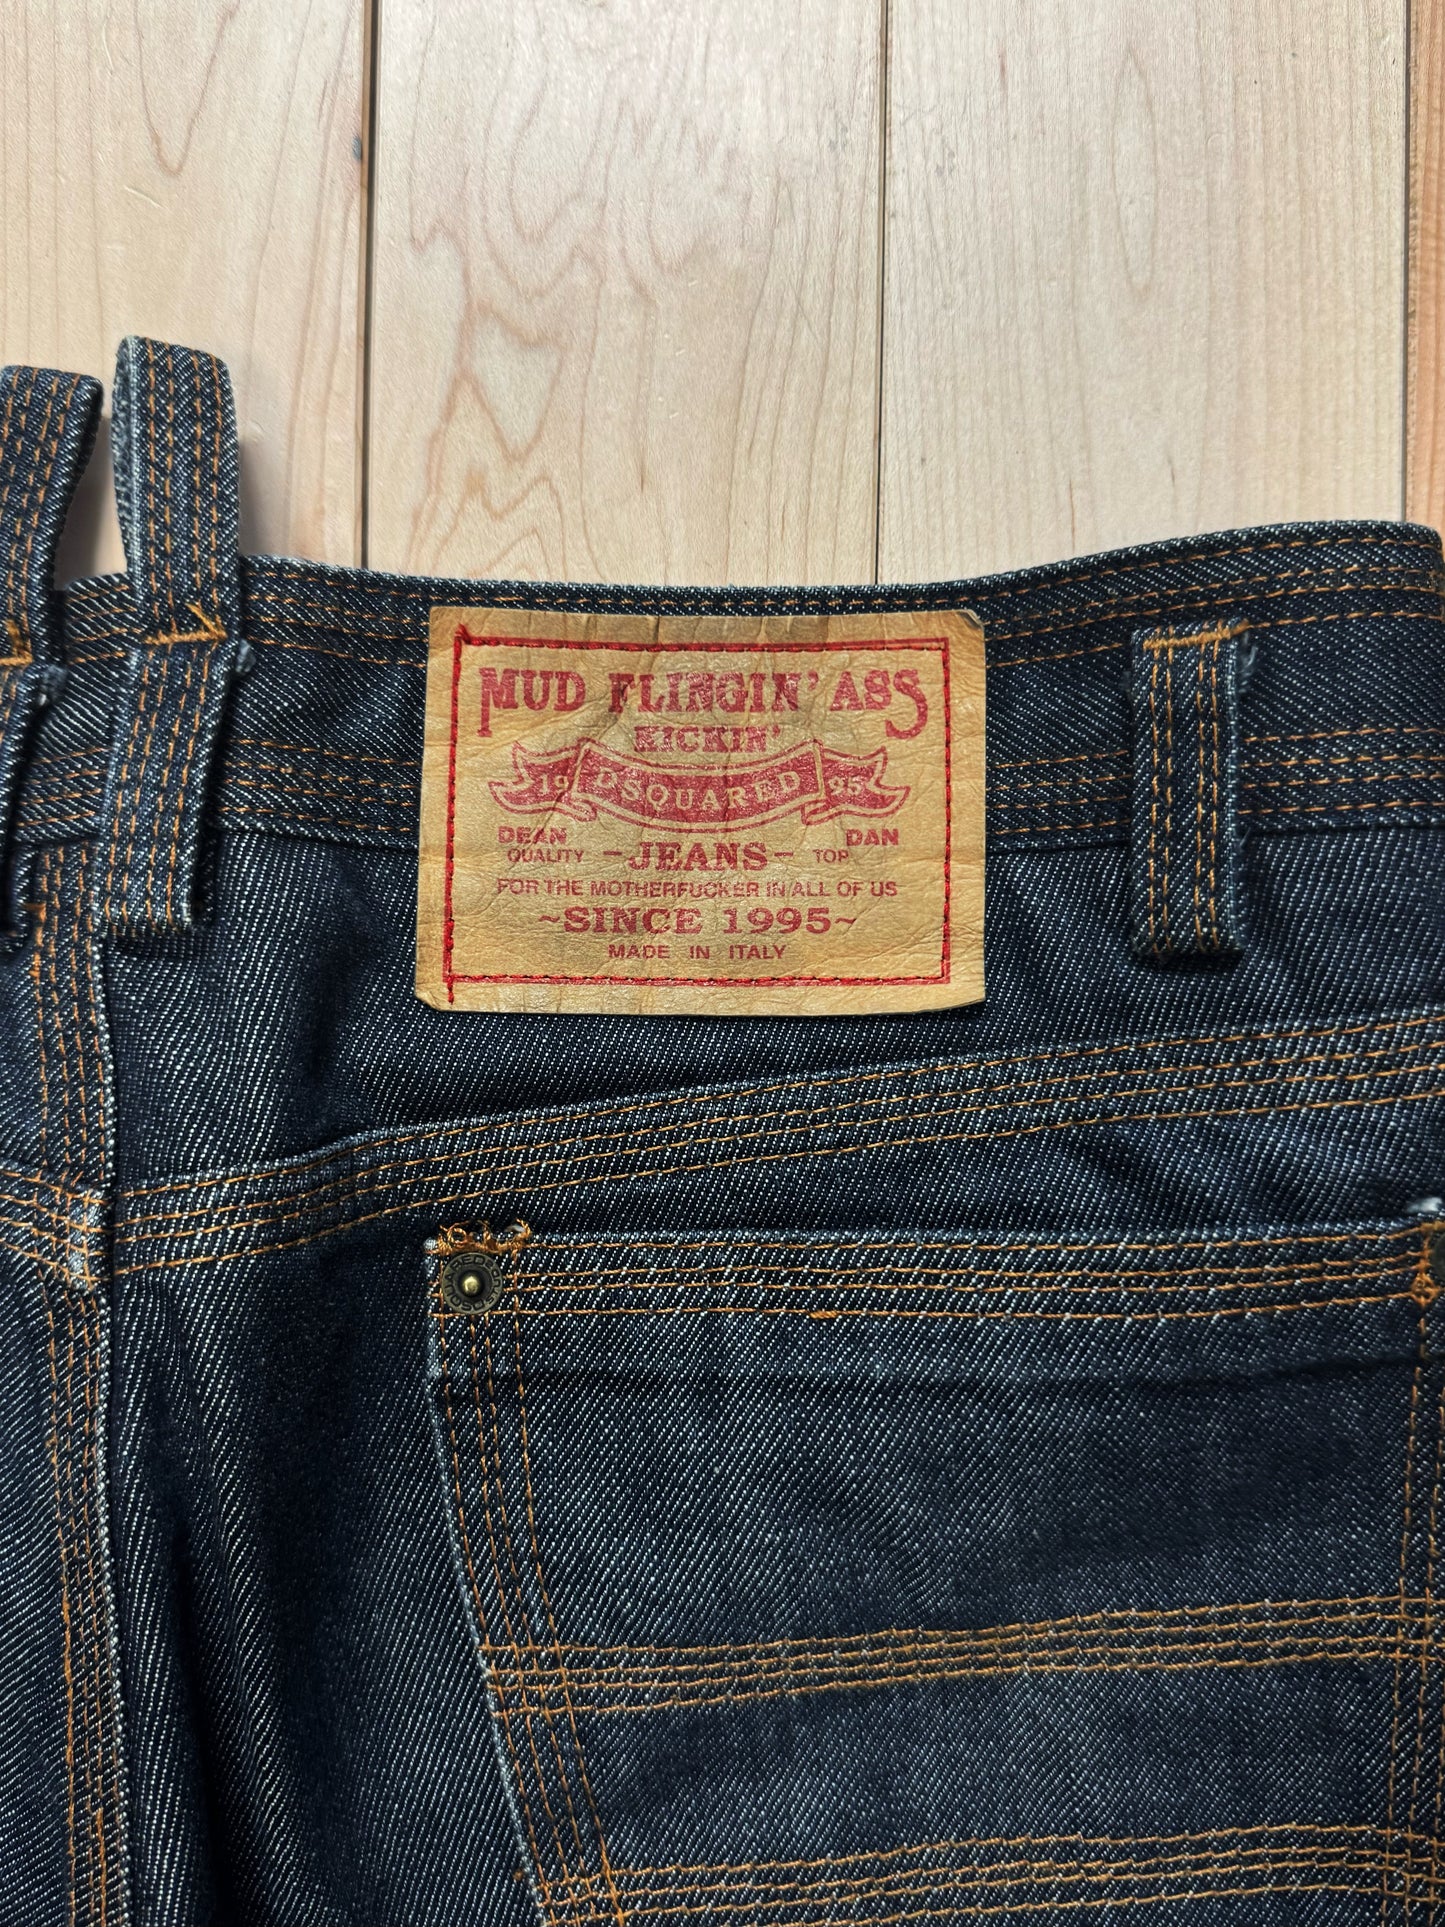 MUD FLINGIN' ASS
KICKIN'
19 DSQUARED 95
DEAN DAN
QUALITY -JEANS- TOP
FOR THE MOTHERFUCKER IN ALL OF US
~SINCE 1995~
MADE IN ITALY